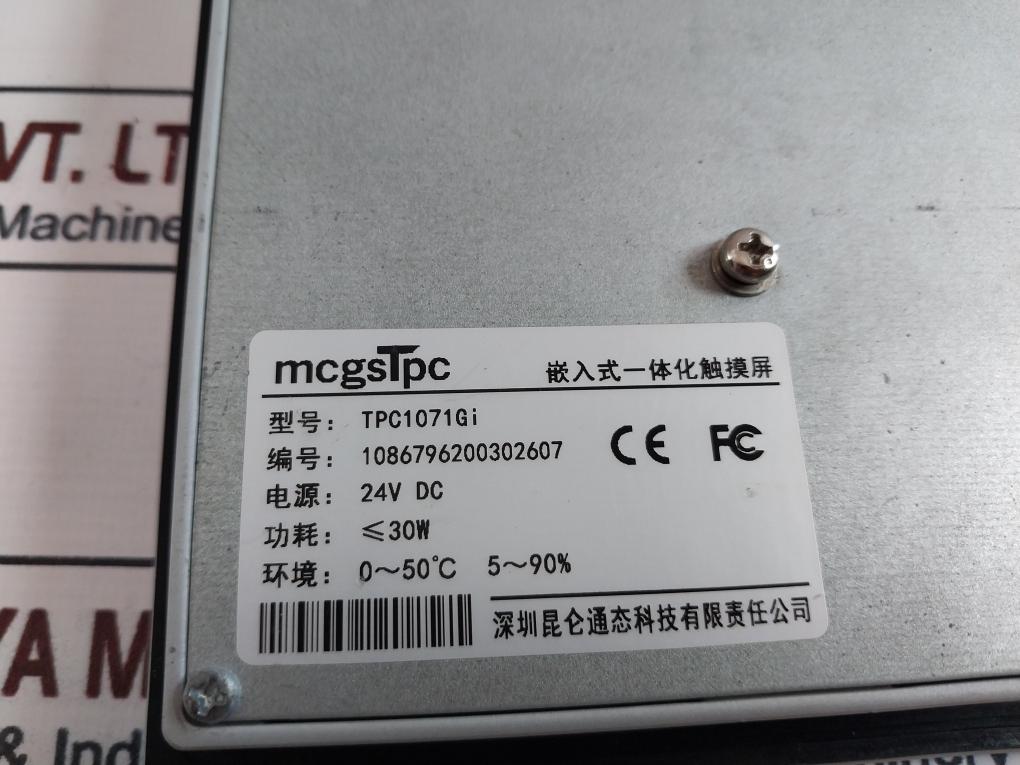 VT. LT
Machine
mcgsTpc 嵌入式一体化触摸屏
型号: TPC1071Gi
编号: 1086796200302607
电源: 24V DC
功耗: ≤30W
环境: 0～50℃ 5～90%
CE FC
深圳昆仑通态科技有限责任公司
YA M
& Ind